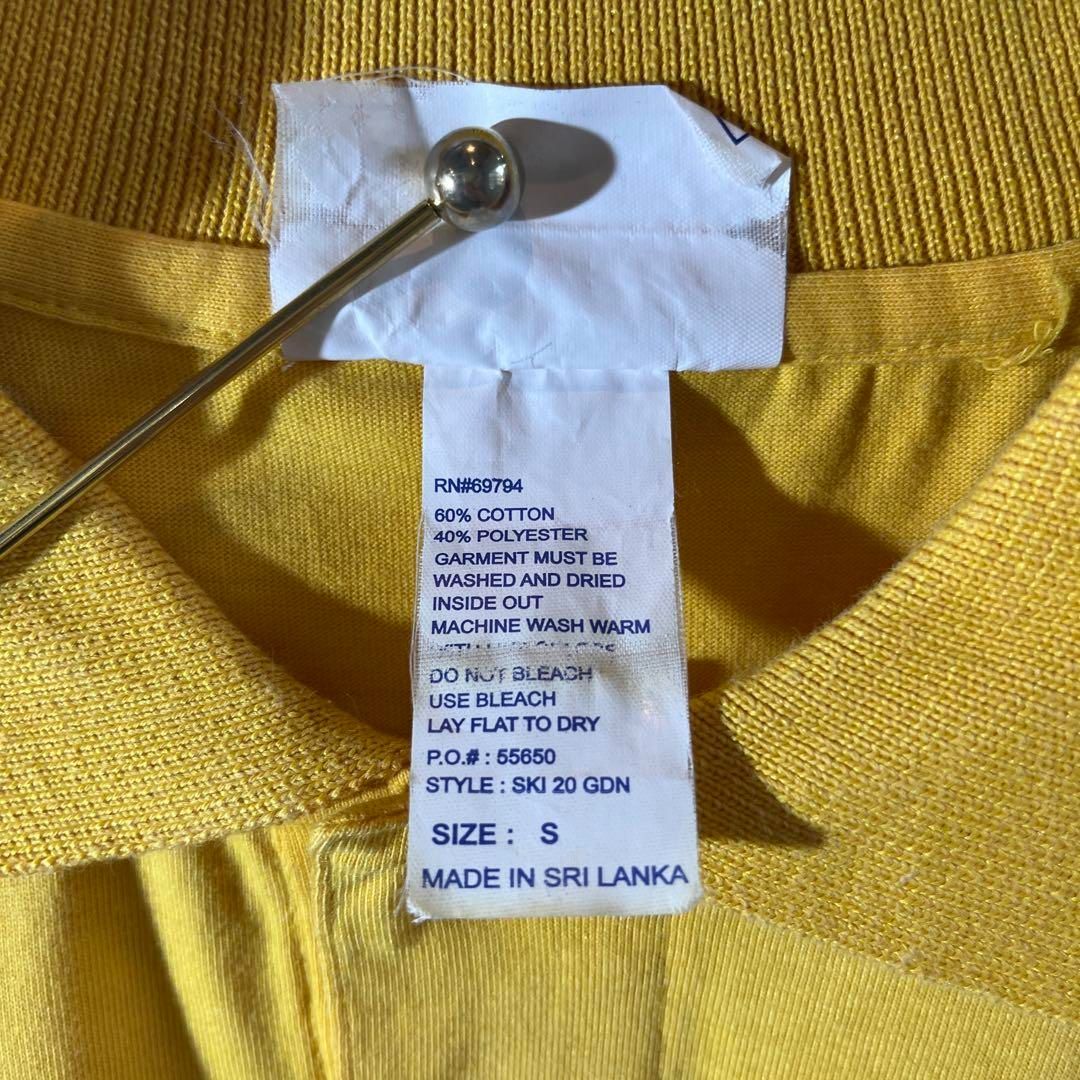 RN#69794
60% COTTON
40% POLYESTER
GARMENT MUST BE
WASHED AND DRIED
INSIDE OUT
MACHINE WASH WARM
DO NOT BLEACH
USE BLEACH
LAY FLAT TO DRY
P.O.# : 55650
STYLE : SKI 20 GDN
SIZE : S
MADE IN SRI LANKA